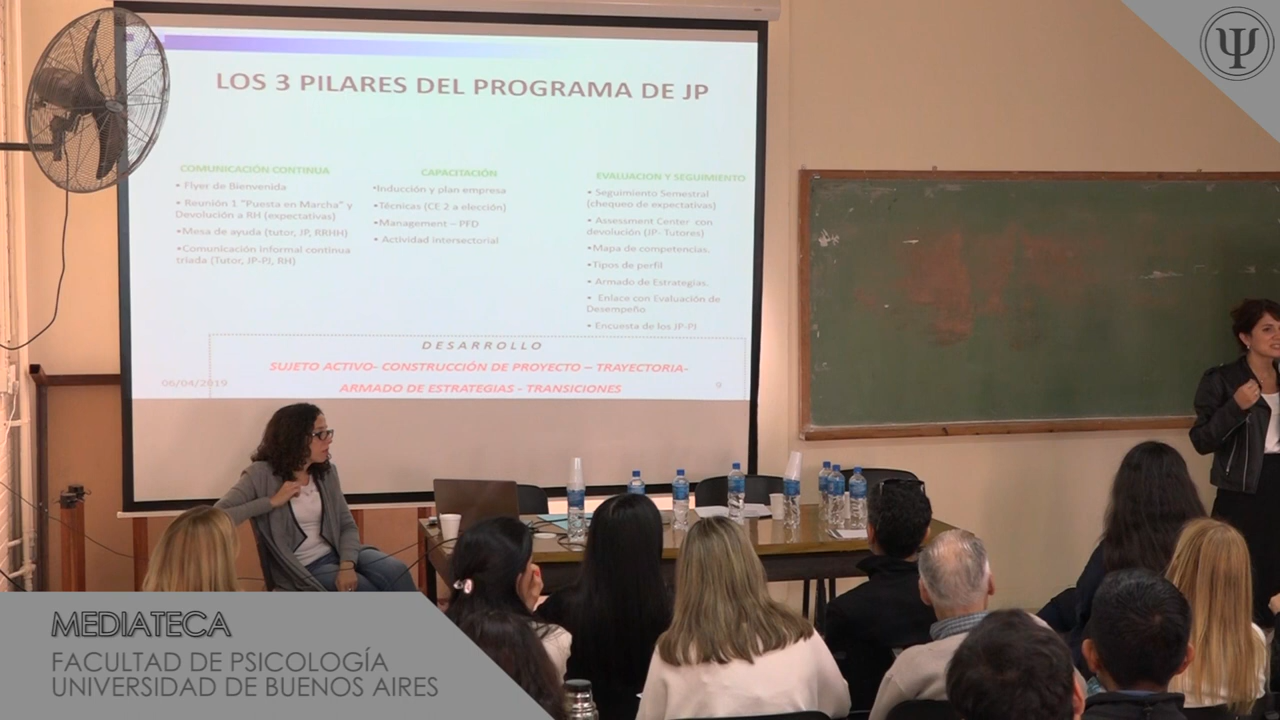 LOS 3 PILARES DEL PROGRAMA DE JP
COMUNICACIÓN CONTINUA
• Flyer de Bienvenida
• Reunión 1 "Puesta en Marcha" y
Devolución a RH (expectativas)
•Mesa de ayuda (tutor, JP, RRHH)
•Comunicación Informal continua
triada (Tutor, JP-PJ, RH)
CAPACITACIÓN
•Inducción y plan empresa
•Técnicas (CE 2 a elección)
•Management – PFD
• Actividad intersectorial
EVALUACION Y SEGUIMIENTO
• Seguimiento Semestral
(chequeo de expectativas)
• Assessment Center con
devolución (JP- Tutores)
•Mapa de competencias.
•Tipos de perfil
• Armado de Estrategias.
• Enlace con Evaluación de
Desempeño
• Encuesta de los JP-PJ
DESARROLLO
SUJETO ACTIVO- CONSTRUCCIÓN DE PROYECTO – TRAYECTORIA-
ARMADO DE ESTRATEGIAS - TRANSICIONES
06/04/2019
9
Ψ
MEDIATECA
FACULTAD DE PSICOLOGÍA
UNIVERSIDAD DE BUENOS AIRES